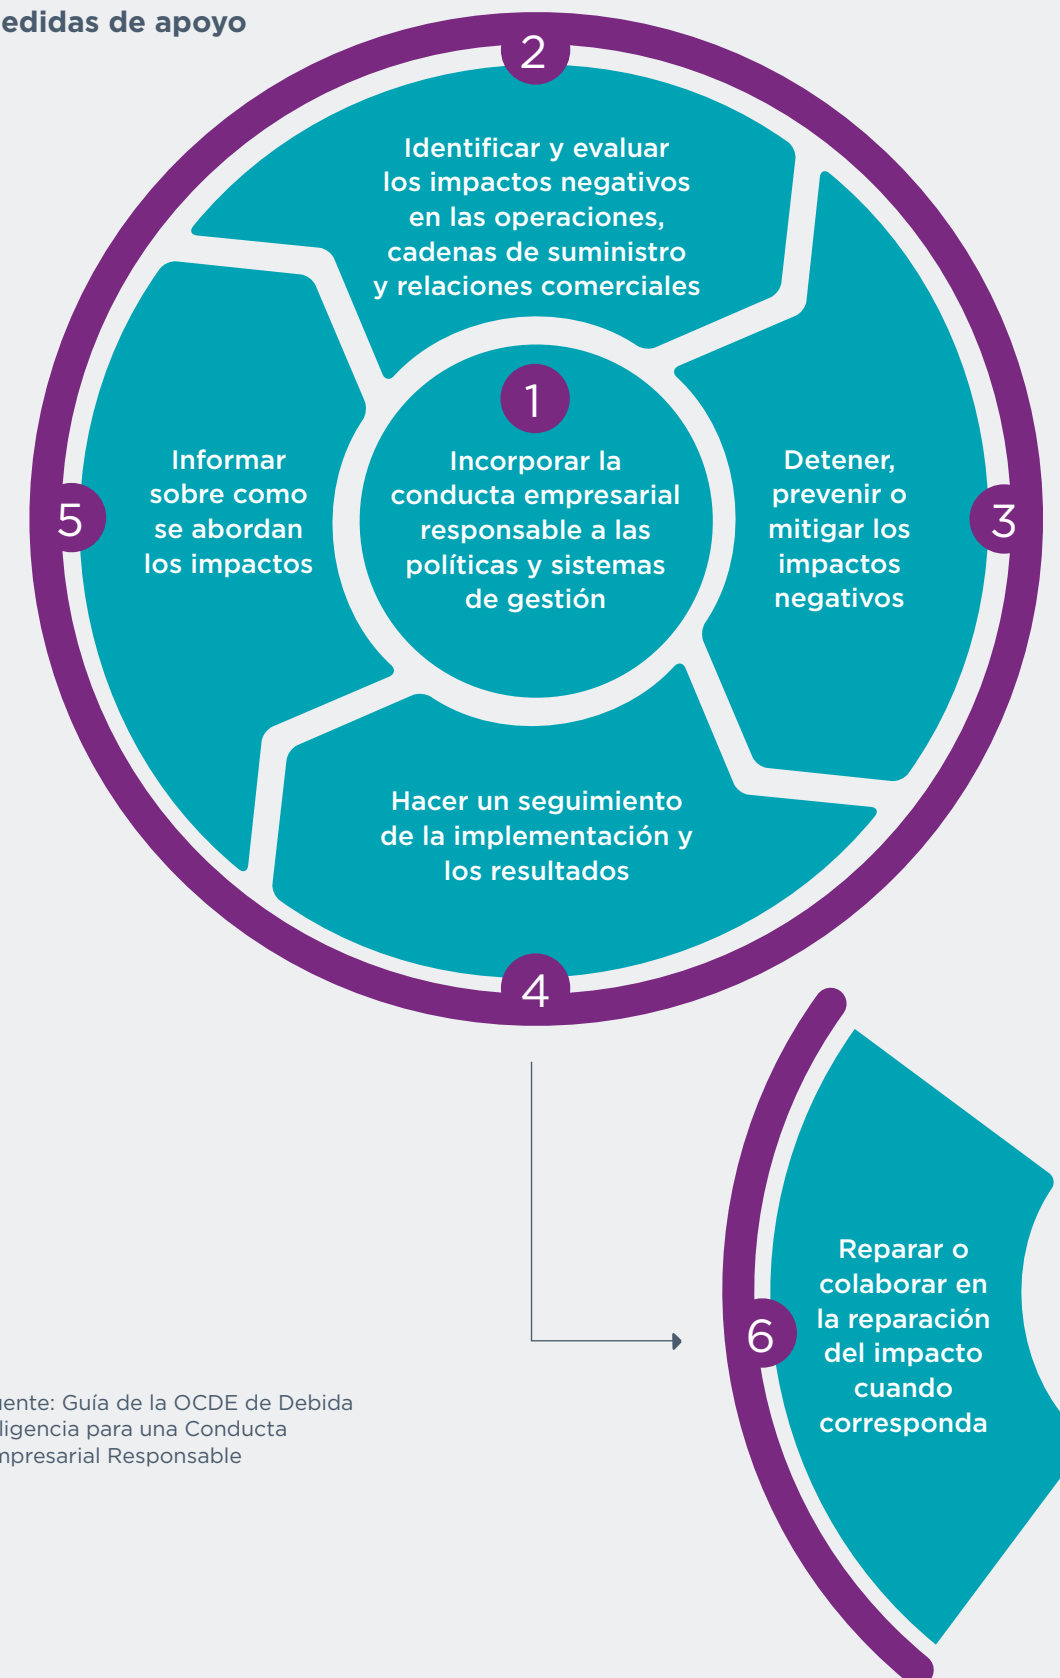 edidas de apoyo
2
Identificar y evaluar
los impactos negativos
en las operaciones,
cadenas de suministro
y relaciones comerciales
1
Incorporar la
conducta empresarial
responsable a las
políticas y sistemas
de gestión
Detener,
prevenir o
mitigar los
impactos
negativos
3
Hacer un seguimiento
de la implementación y
los resultados
4
5
Informar
sobre como
se abordan
los impactos
6
Reparar o
colaborar en
la reparación
del impacto
cuando
corresponda
uente: Guía de la OCDE de Debida
ligencia para una Conducta
mpresarial Responsable